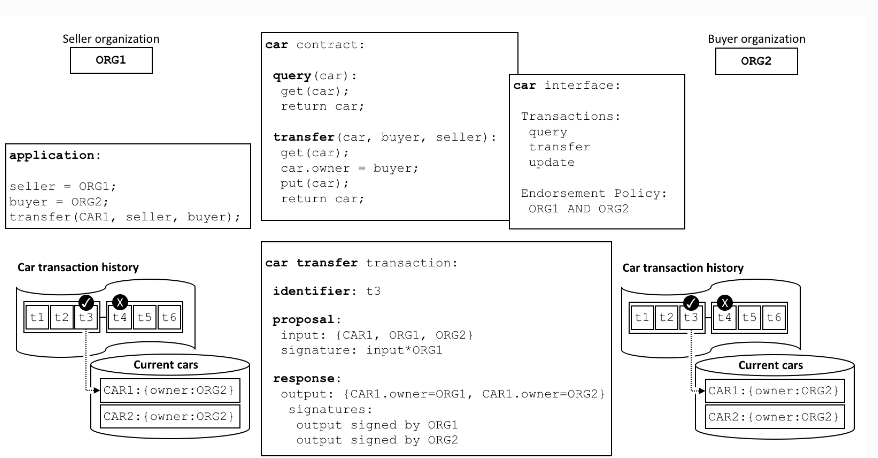 Seller organization
ORG1
Buyer organization
ORG2
car contract:
query(car):
get(car);
return car;
transfer(car, buyer, seller):
get(car);
car.owner = buyer;
put(car);
return car;
car interface:
Transactions:
query
transfer
update
Endorsement Policy:
ORG1 AND ORG2
application:
seller = ORG1;
buyer = ORG2;
transfer(CAR1, seller, buyer);
Car transaction history
✓ X
t1 t2 t3 t4 t5 t6
Current cars
CAR1:{owner:ORG2}
CAR2:{owner:ORG2}
car transfer transaction:
identifier: t3
proposal:
input: {CAR1, ORG1, ORG2}
signature: input*ORG1
response:
output: {CAR1.owner=ORG1, CAR1.owner=ORG2}
signatures:
output signed by ORG1
output signed by ORG2
Car transaction history
✓ X
t1 t2 t3 t4 t5 t6
Current cars
CAR1:{owner:ORG2}
CAR2:{owner:ORG2}